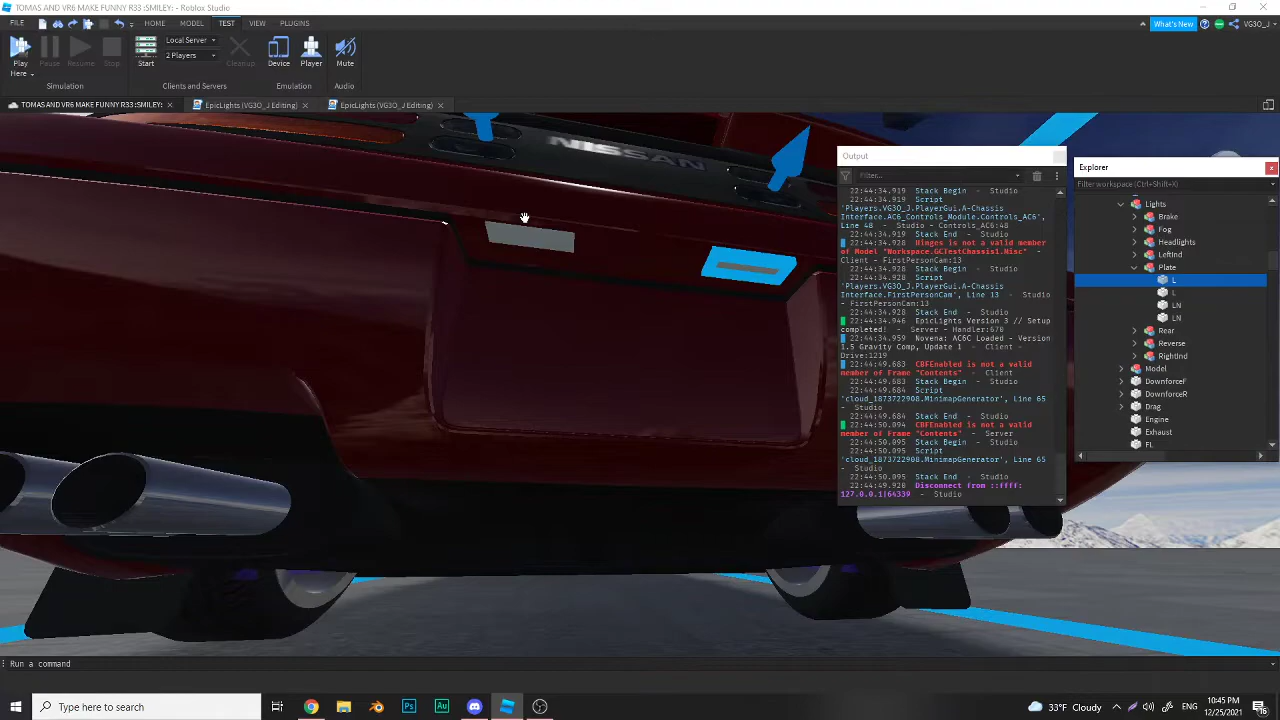 TOMAS AND VR6 MAKE FUNNY R33 :SMILEY: - Roblox Studio
FILE HOME MODEL TEST VIEW PLUGINS What's New VG3O_J
Play Here Pause Resume Stop
Simulation
Local Server
2 Players
Start Cleanup
Clients and Servers
Device Player
Emulation
Mute
Audio
TOMAS AND VR6 MAKE FUNNY R33 :SMILEY: EpicLights (VG3O_J Editing) EpicLights (VG3O_J Editing)
NISSAN
Output
Filter...
22:44:34.919 Stack Begin - Studio
22:44:34.919 Script
'Players.VG3O_J.PlayerGui.A-Chassis
Interface.AC6_Controls_Module.Controls_AC6',
Line 48 - Studio - Controls_AC6:48
22:44:34.919 Stack End - Studio
22:44:34.928 Hinges is not a valid
member of Model "Workspace.GCTestChassis1.Misc" -
Client - FirstPersonCam:13
22:44:34.928 Stack Begin - Studio
22:44:34.928 Script
'Players.VG3O_J.PlayerGui.A-Chassis
Interface.FirstPersonCam', Line 13 - Studio
- FirstPersonCam:13
22:44:34.928 Stack End - Studio
22:44:34.946 EpicLights Version 3 // Setup
completed! - Server - Handler:670
22:44:34.959 Novena: AC6C Loaded - Version
1.5 Gravity Comp, Update 1 - Client -
Drive:1219
22:44:49.683 CBFEnabled is not a valid
member of Frame "Contents" - Client
22:44:49.683 Stack Begin - Studio
22:44:49.684 Script
'cloud_1873722908.MinimapGenerator', Line 65
- Studio
22:44:49.684 Stack End - Studio
22:44:50.094 CBFEnabled is not a valid
member of Frame "Contents" - Server
22:44:50.095 Stack Begin - Studio
22:44:50.095 Script
'cloud_1873722908.MinimapGenerator', Line 65
- Studio
22:44:50.095 Stack End - Studio
22:44:49.928 Disconnect from ::ffff:
127.0.0.1|64339 - Studio
Explorer
Filter workspace (Ctrl+Shift+X)
Lights
Brake
Fog
Headlights
LeftInd
Plate
L
L
LN
LN
Rear
Reverse
RightInd
Model
DownforceF
DownforceR
Drag
Engine
Exhaust
FL
Run a command
Type here to search
33°F Cloudy
ENG
10:45 PM
12/25/2021